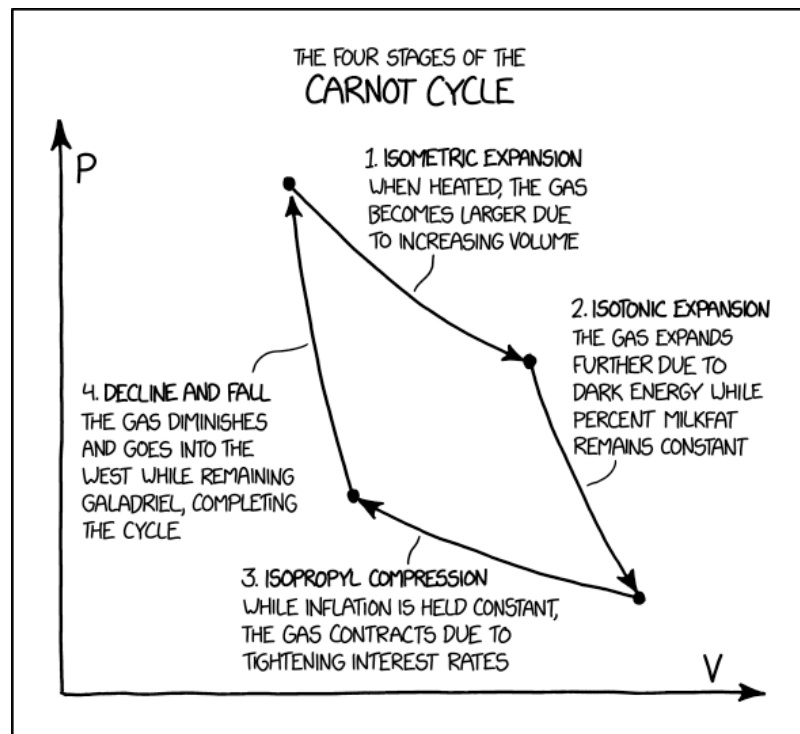 THE FOUR STAGES OF THE
CARNOT CYCLE
P
1. ISOMETRIC EXPANSION
WHEN HEATED, THE GAS
BECOMES LARGER DUE
TO INCREASING VOLUME
2. ISOTONIC EXPANSION
THE GAS EXPANDS
FURTHER DUE TO
DARK ENERGY WHILE
PERCENT MILKFAT
REMAINS CONSTANT
3. ISOPROPYL COMPRESSION
WHILE INFLATION IS HELD CONSTANT,
THE GAS CONTRACTS DUE TO
TIGHTENING INTEREST RATES
4. DECLINE AND FALL
THE GAS DIMINISHES
AND GOES INTO THE
WEST WHILE REMAINING
GALADRIEL, COMPLETING
THE CYCLE
V